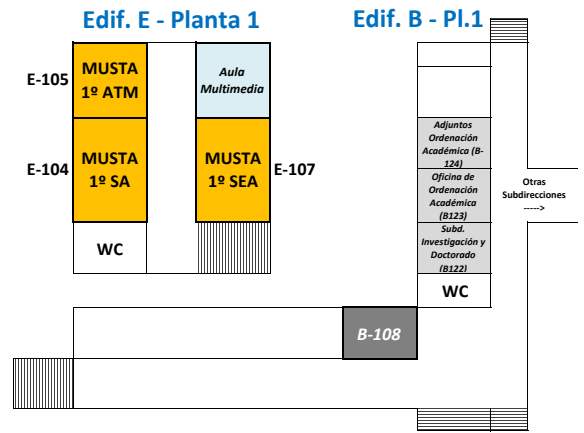 Edif. E - Planta 1
Edif. B - Pl.1
E-105
MUSTA
1º ATM
Aula
Multimedia
E-104
MUSTA
1º SA
MUSTA
1º SEA
E-107
WC
Adjuntos
Ordenación
Académica (B-
124)
Oficina de
Ordenación
Académica
(B123)
Subd.
Investigación y
Doctorado
(B122)
WC
Otras
Subdirecciones
----->
B-108